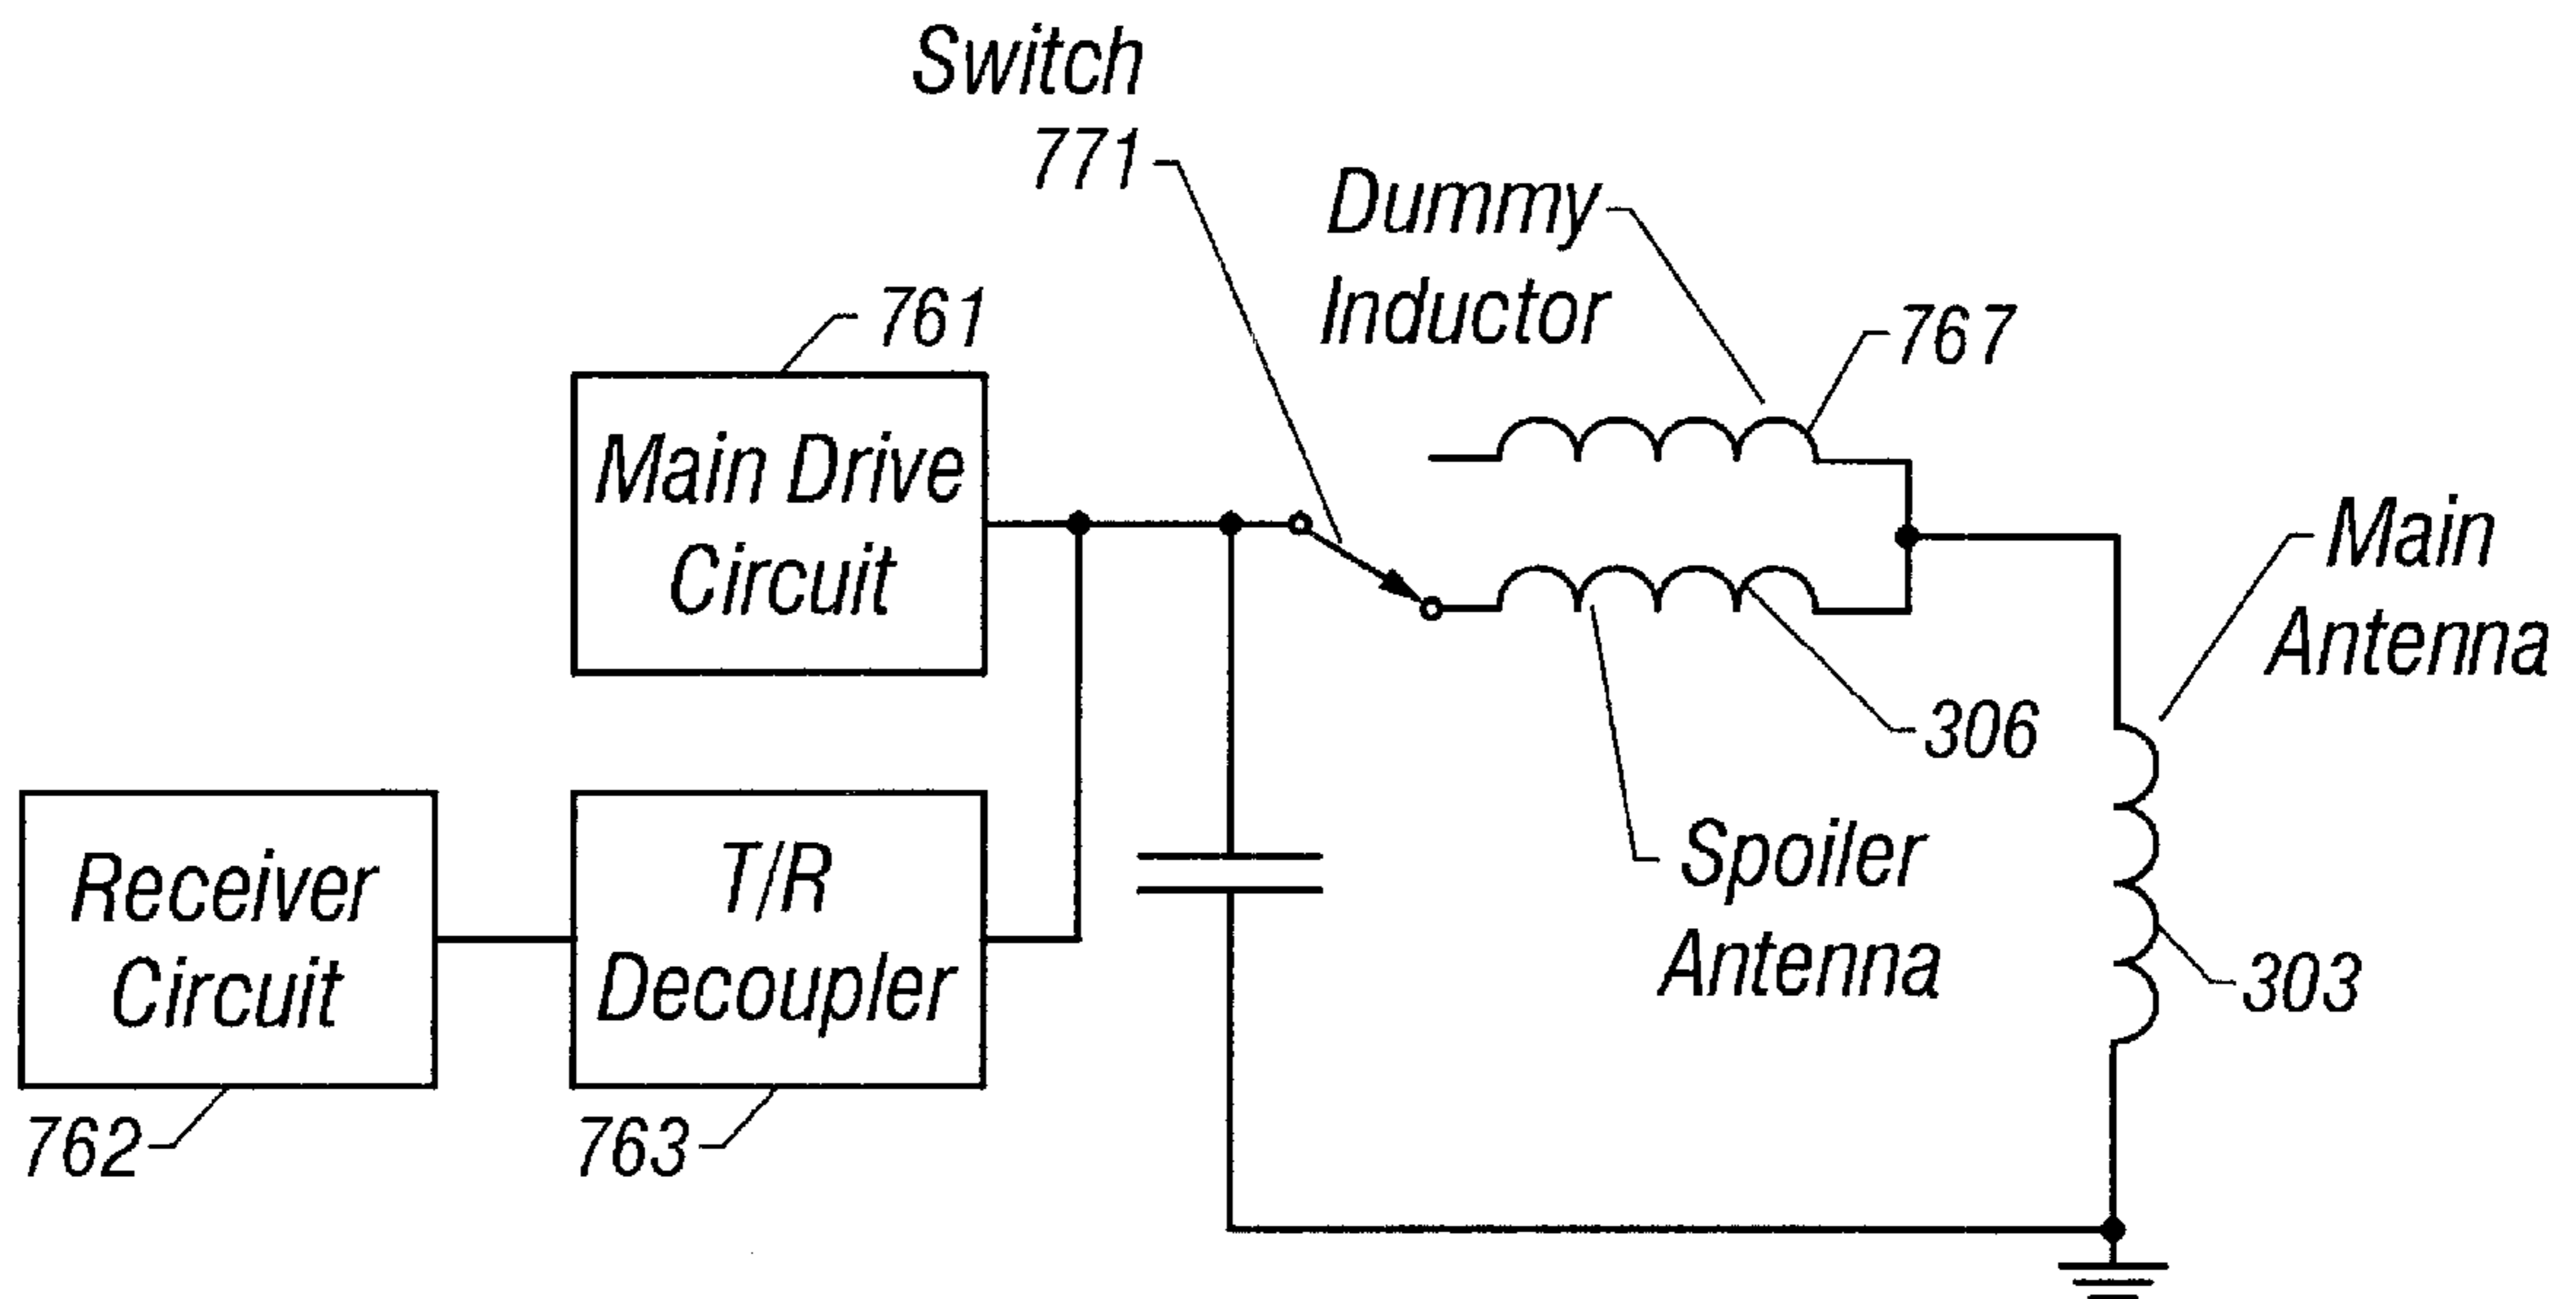 Switch
771
Dummy
Inductor
767
761
Main Drive
Circuit
Main
Antenna
306
Spoiler
Antenna
303
Receiver
Circuit
762
T/R
Decoupler
763